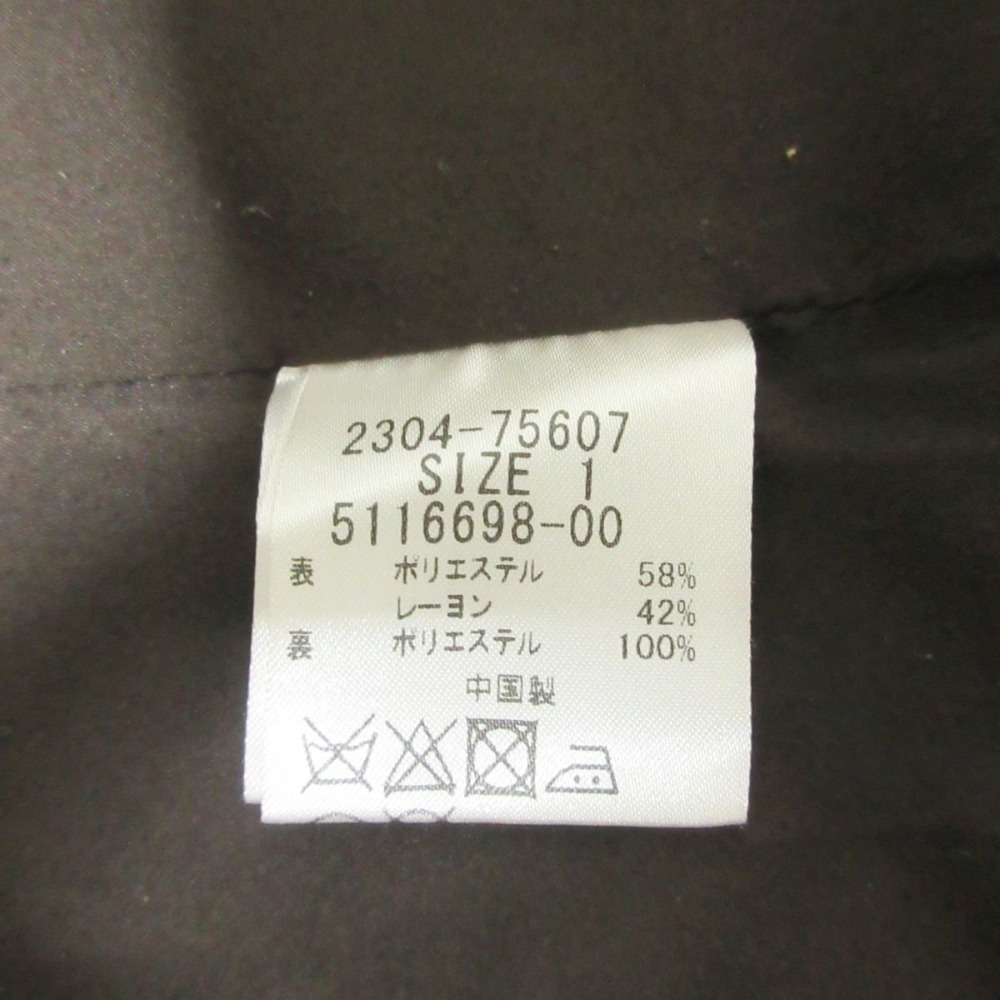 2304-75607
SIZE 1
5116698-00
表 ポリエステル 58%
レーヨン 42%
裏 ポリエステル 100%
中国製